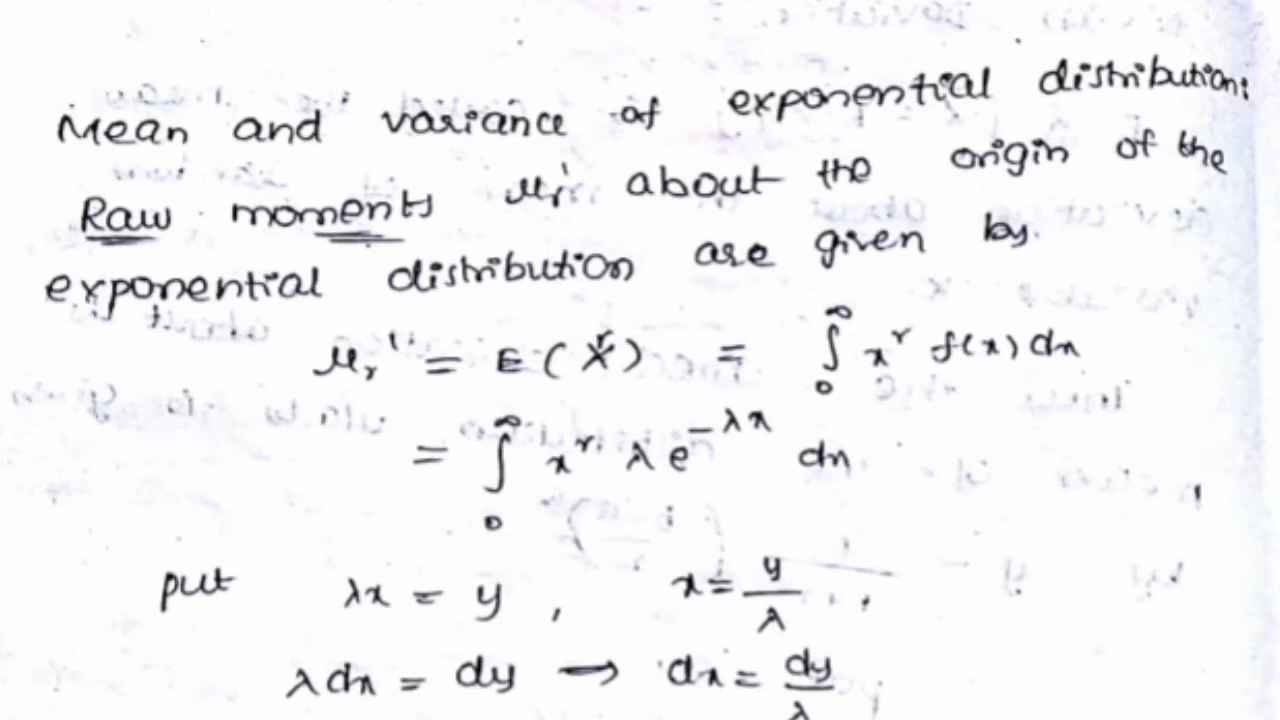 Mean and variance of exponential distribution:
Raw moments μr' about the origin of the
exponential distribution are given by.
μr' = E(X^r) = ∫₀^∞ x^r f(x) dx
= ∫₀^∞ x^r λ e^(-λx) dx
put λx = y , x = y/λ .
λ dx = dy → dx = dy/λ